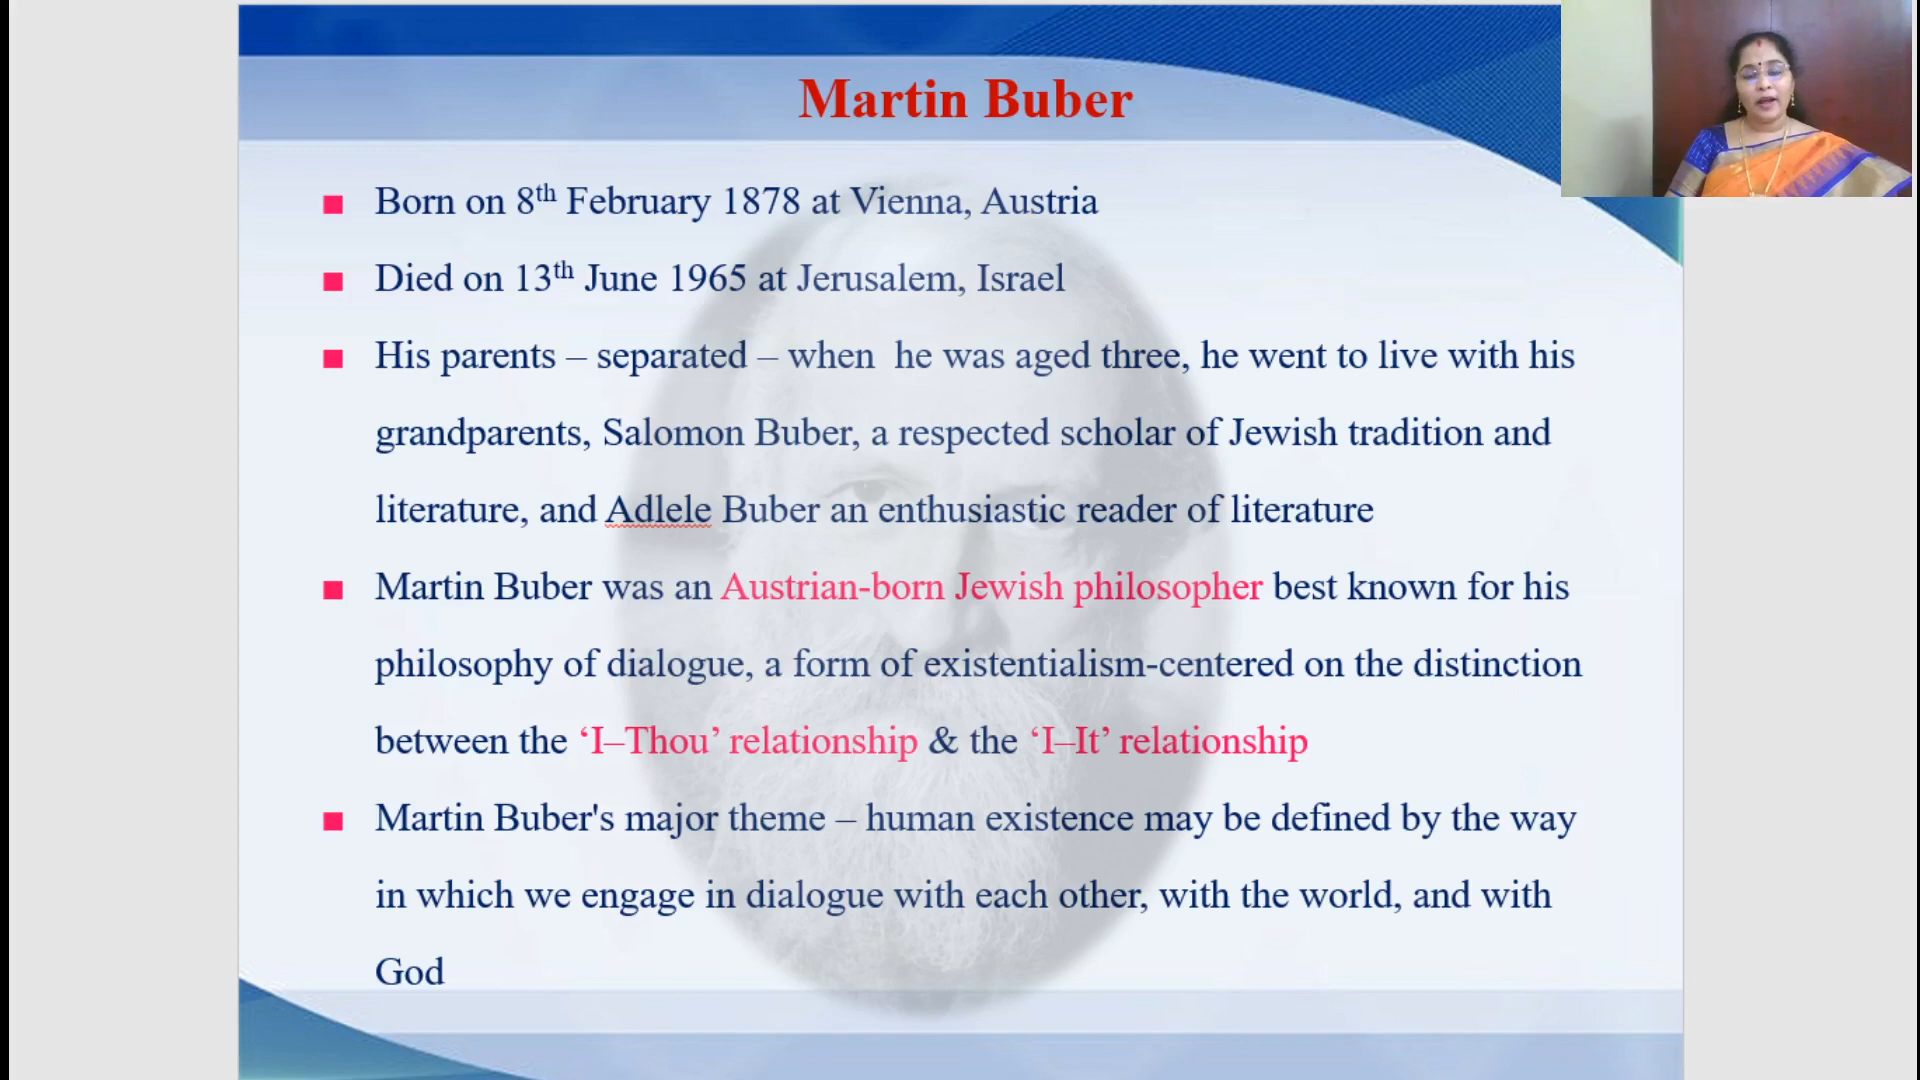 Martin Buber
Born on 8th February 1878 at Vienna, Austria
Died on 13th June 1965 at Jerusalem, Israel
His parents – separated – when  he was aged three, he went to live with his
grandparents, Salomon Buber, a respected scholar of Jewish tradition and
literature, and Adlele Buber an enthusiastic reader of literature
Martin Buber was an Austrian-born Jewish philosopher best known for his
philosophy of dialogue, a form of existentialism-centered on the distinction
between the ‘I–Thou’ relationship & the ‘I–It’ relationship
Martin Buber's major theme – human existence may be defined by the way
in which we engage in dialogue with each other, with the world, and with
God